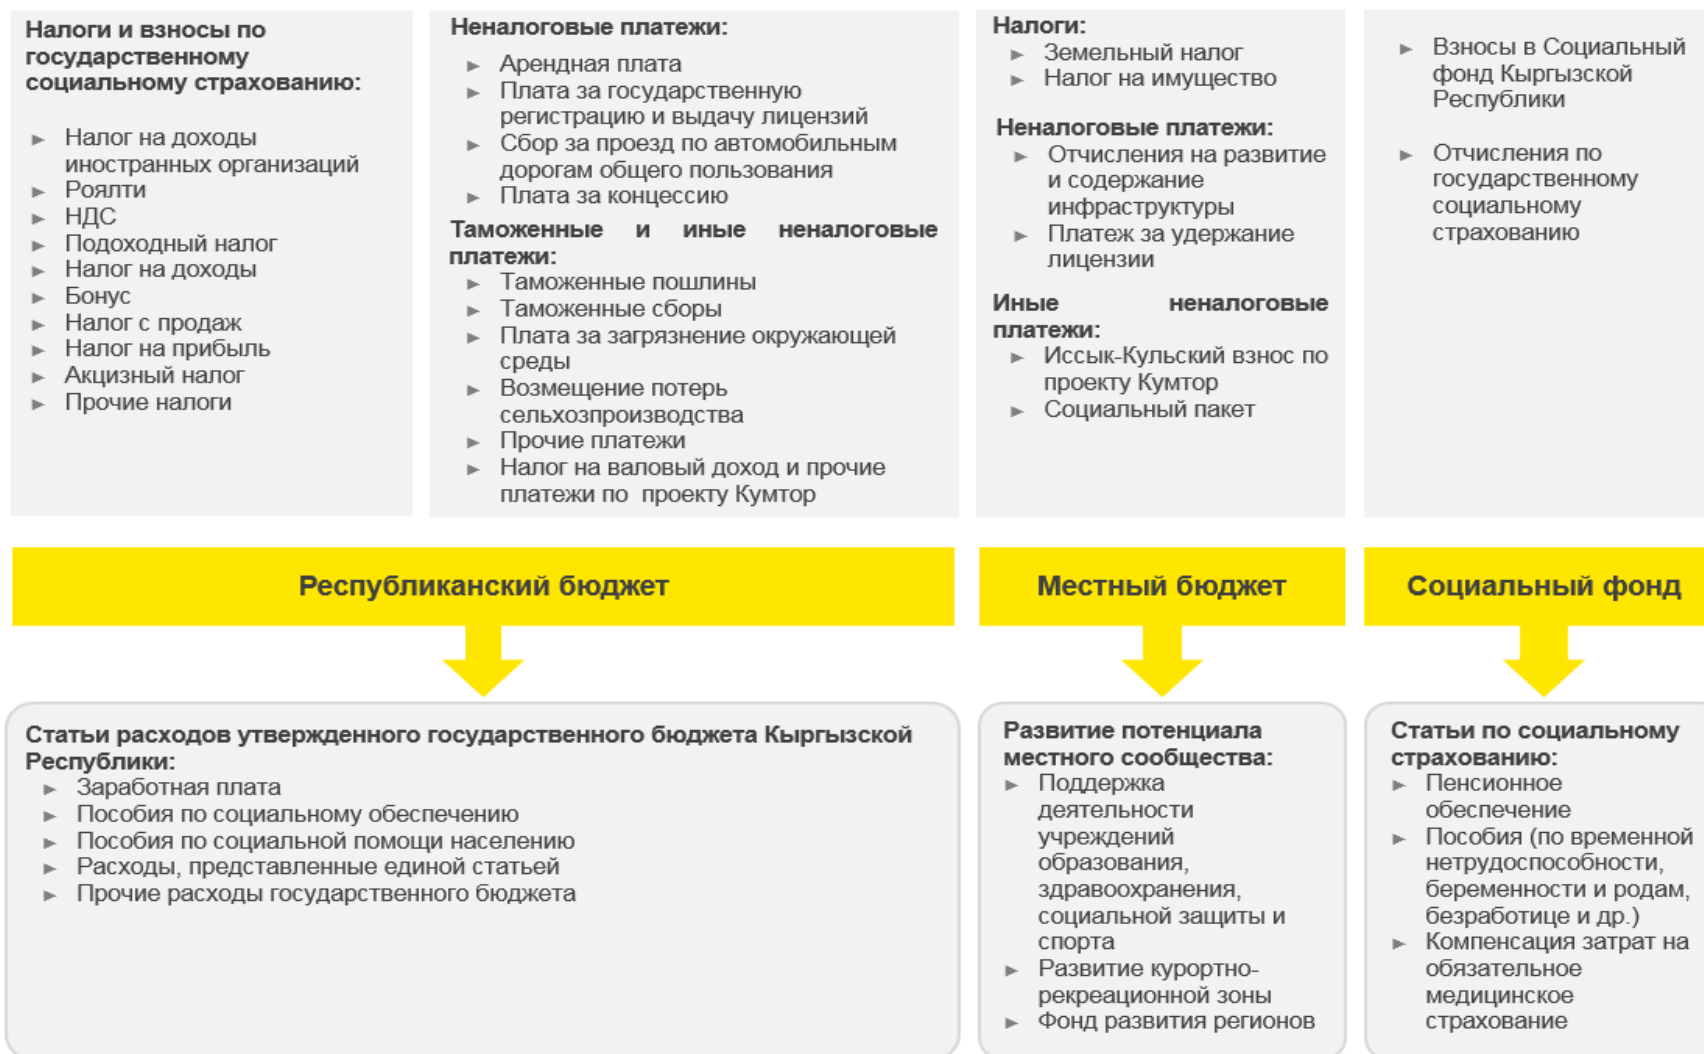 Налоги и взносы по
государственному
социальному страхованию:
► Налог на доходы
иностранных организаций
► Роялти
► НДС
► Подоходный налог
► Налог на доходы
► Бонус
► Налог с продаж
► Налог на прибыль
► Акцизный налог
► Прочие налоги
Неналоговые платежи:
► Арендная плата
► Плата за государственную
регистрацию и выдачу лицензий
► Сбор за проезд по автомобильным
дорогам общего пользования
► Плата за концессию
Таможенные и иные неналоговые
платежи:
► Таможенные пошлины
► Таможенные сборы
► Плата за загрязнение окружающей
среды
► Возмещение потерь
сельхозпроизводства
► Прочие платежи
► Налог на валовый доход и прочие
платежи по проекту Кумтор
Налоги:
► Земельный налог
► Налог на имущество
Неналоговые платежи:
► Отчисления на развитие
и содержание
инфраструктуры
► Платеж за удержание
лицензии
Иные неналоговые
платежи:
► Иссык-Кульский взнос по
проекту Кумтор
► Социальный пакет
► Взносы в Социальный
фонд Кыргызской
Республики
► Отчисления по
государственному
социальному
страхованию
Республиканский бюджет
Местный бюджет
Социальный фонд
Статьи расходов утвержденного государственного бюджета Кыргызской
Республики:
► Заработная плата
► Пособия по социальному обеспечению
► Пособия по социальной помощи населению
► Расходы, представленные единой статьей
► Прочие расходы государственного бюджета
Развитие потенциала
местного сообщества:
► Поддержка
деятельности
учреждений
образования,
здравоохранения,
социальной защиты и
спорта
► Развитие курортно-
рекреационной зоны
► Фонд развития регионов
Статьи по социальному
страхованию:
► Пенсионное
обеспечение
► Пособия (по временной
нетрудоспособности,
беременности и родам,
безработице и др.)
► Компенсация затрат на
обязательное
медицинское
страхование